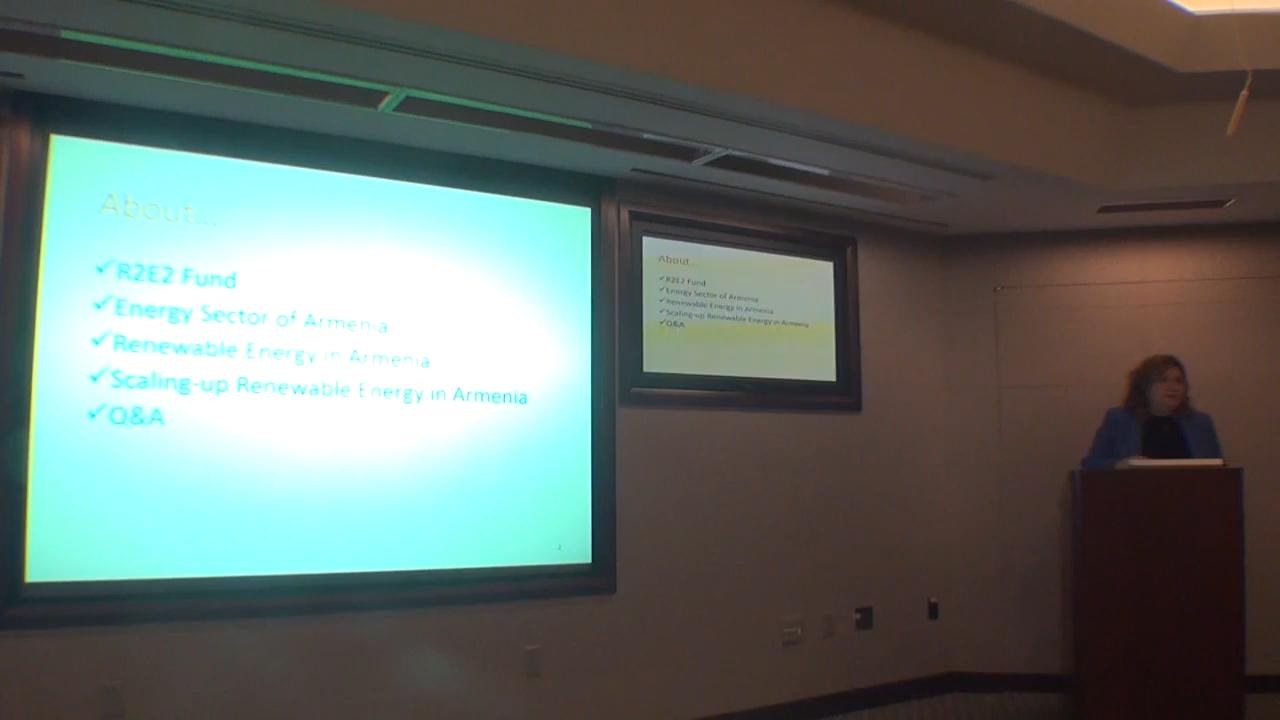 About...
✓R2E2 Fund
✓Energy Sector of Armenia
✓Renewable Energy in Armenia
✓Scaling-up Renewable Energy in Armenia
✓Q&A
2
About...
✓R2E2 Fund
✓Energy Sector of Armenia
✓Renewable Energy in Armenia
✓Scaling-up Renewable Energy in Armenia
✓Q&A